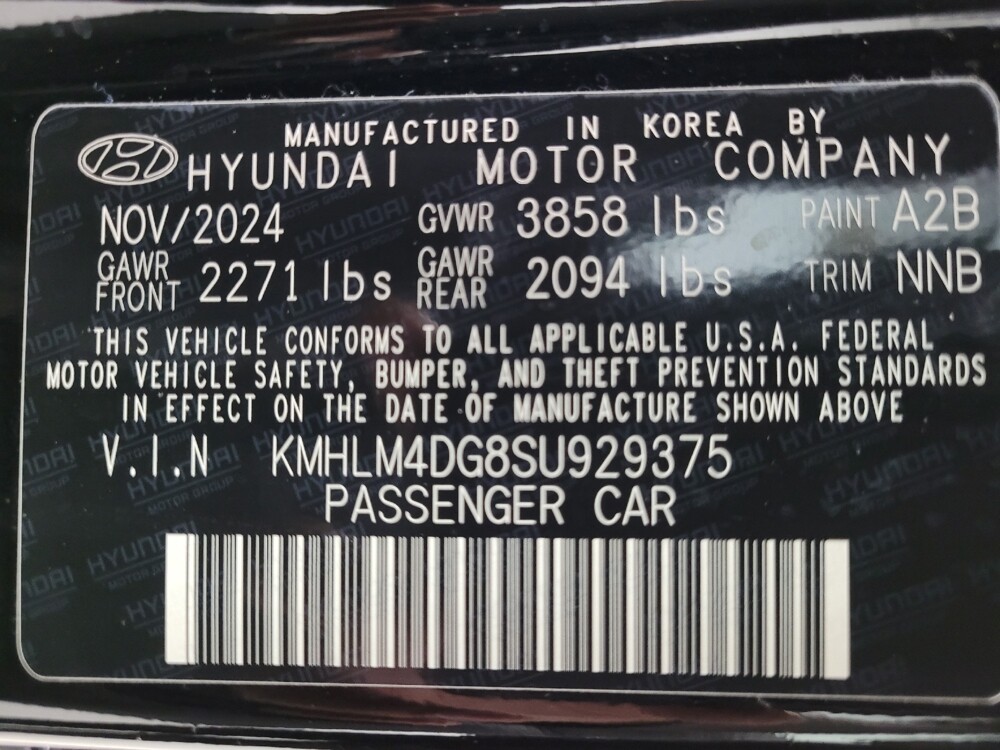 MANUFACTURED IN KOREA BY
HYUNDAI MOTOR COMPANY
NOV/2024 GVWR 3858 lbs PAINT A2B
GAWR FRONT 2271 lbs GAWR REAR 2094 lbs TRIM NNB
THIS VEHICLE CONFORMS TO ALL APPLICABLE U.S.A. FEDERAL
MOTOR VEHICLE SAFETY, BUMPER, AND THEFT PREVENTION STANDARDS
IN EFFECT ON THE DATE OF MANUFACTURE SHOWN ABOVE
V.I.N KMHLM4DG8SU929375
PASSENGER CAR